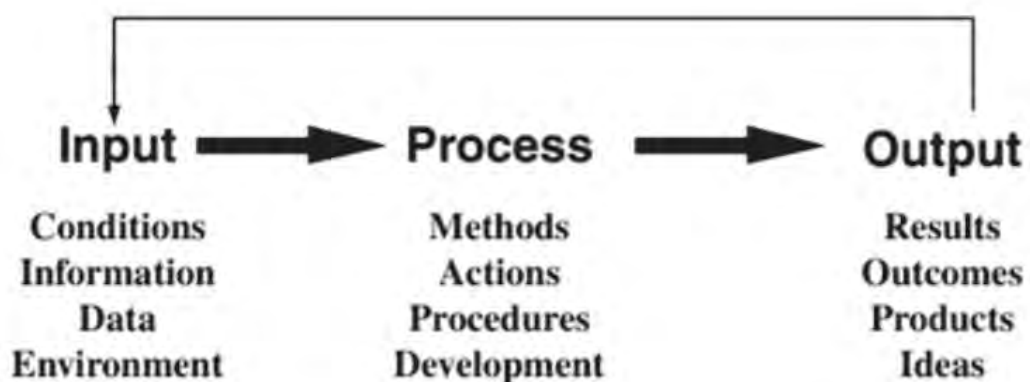 Input Process Output
Conditions Methods Results
Information Actions Outcomes
Data Procedures Products
Environment Development Ideas